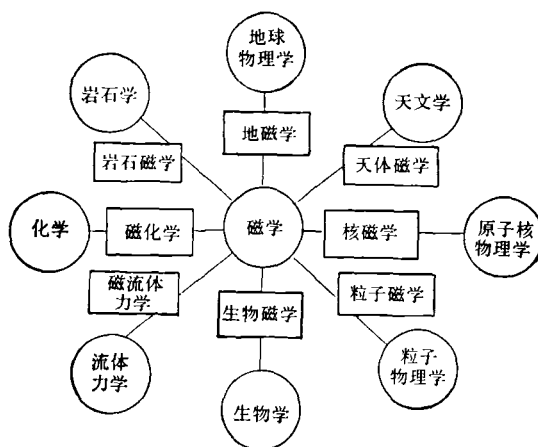 地球
物理学
岩石学
天文学
地磁学
岩石磁学
天体磁学
化学
磁化学
磁学
核磁学
原子核
物理学
磁流体
力学
生物磁学
粒子磁学
流体
力学
生物学
粒子
物理学